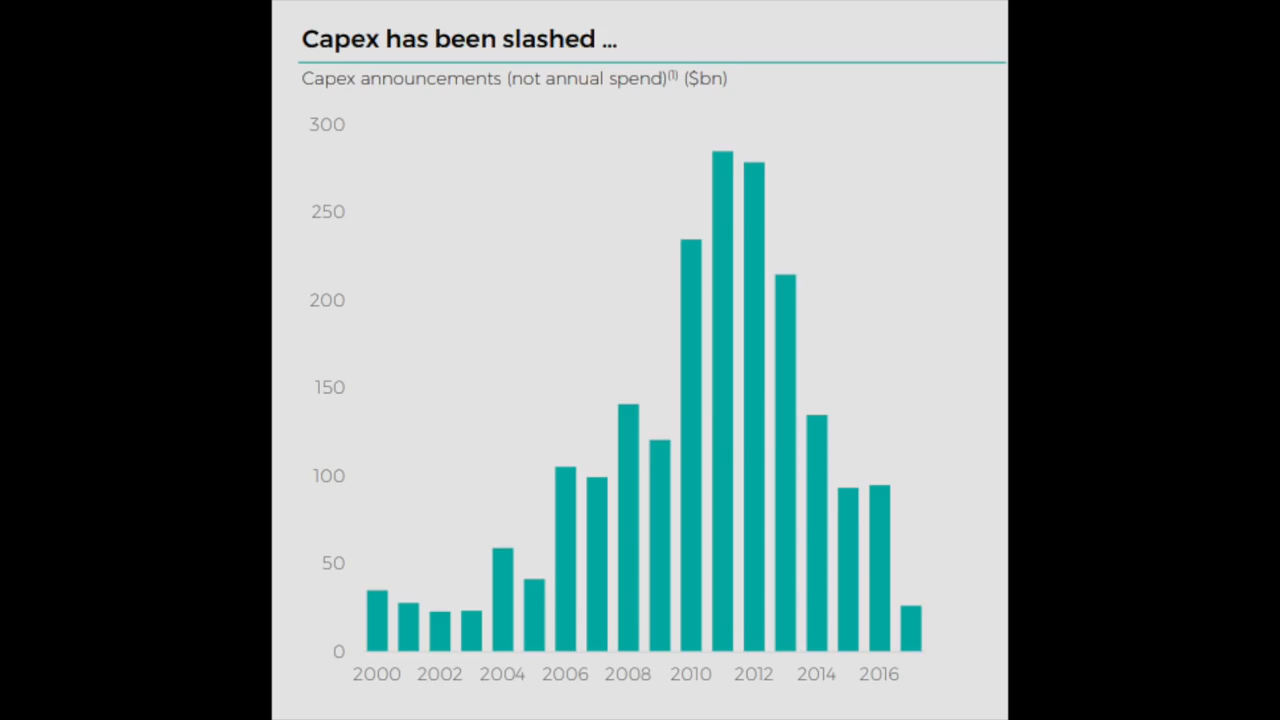 Capex has been slashed ...
Capex announcements (not annual spend)⁽¹⁾ ($bn)
300
250
200
150
100
50
0
2000 2002 2004 2006 2008 2010 2012 2014 2016